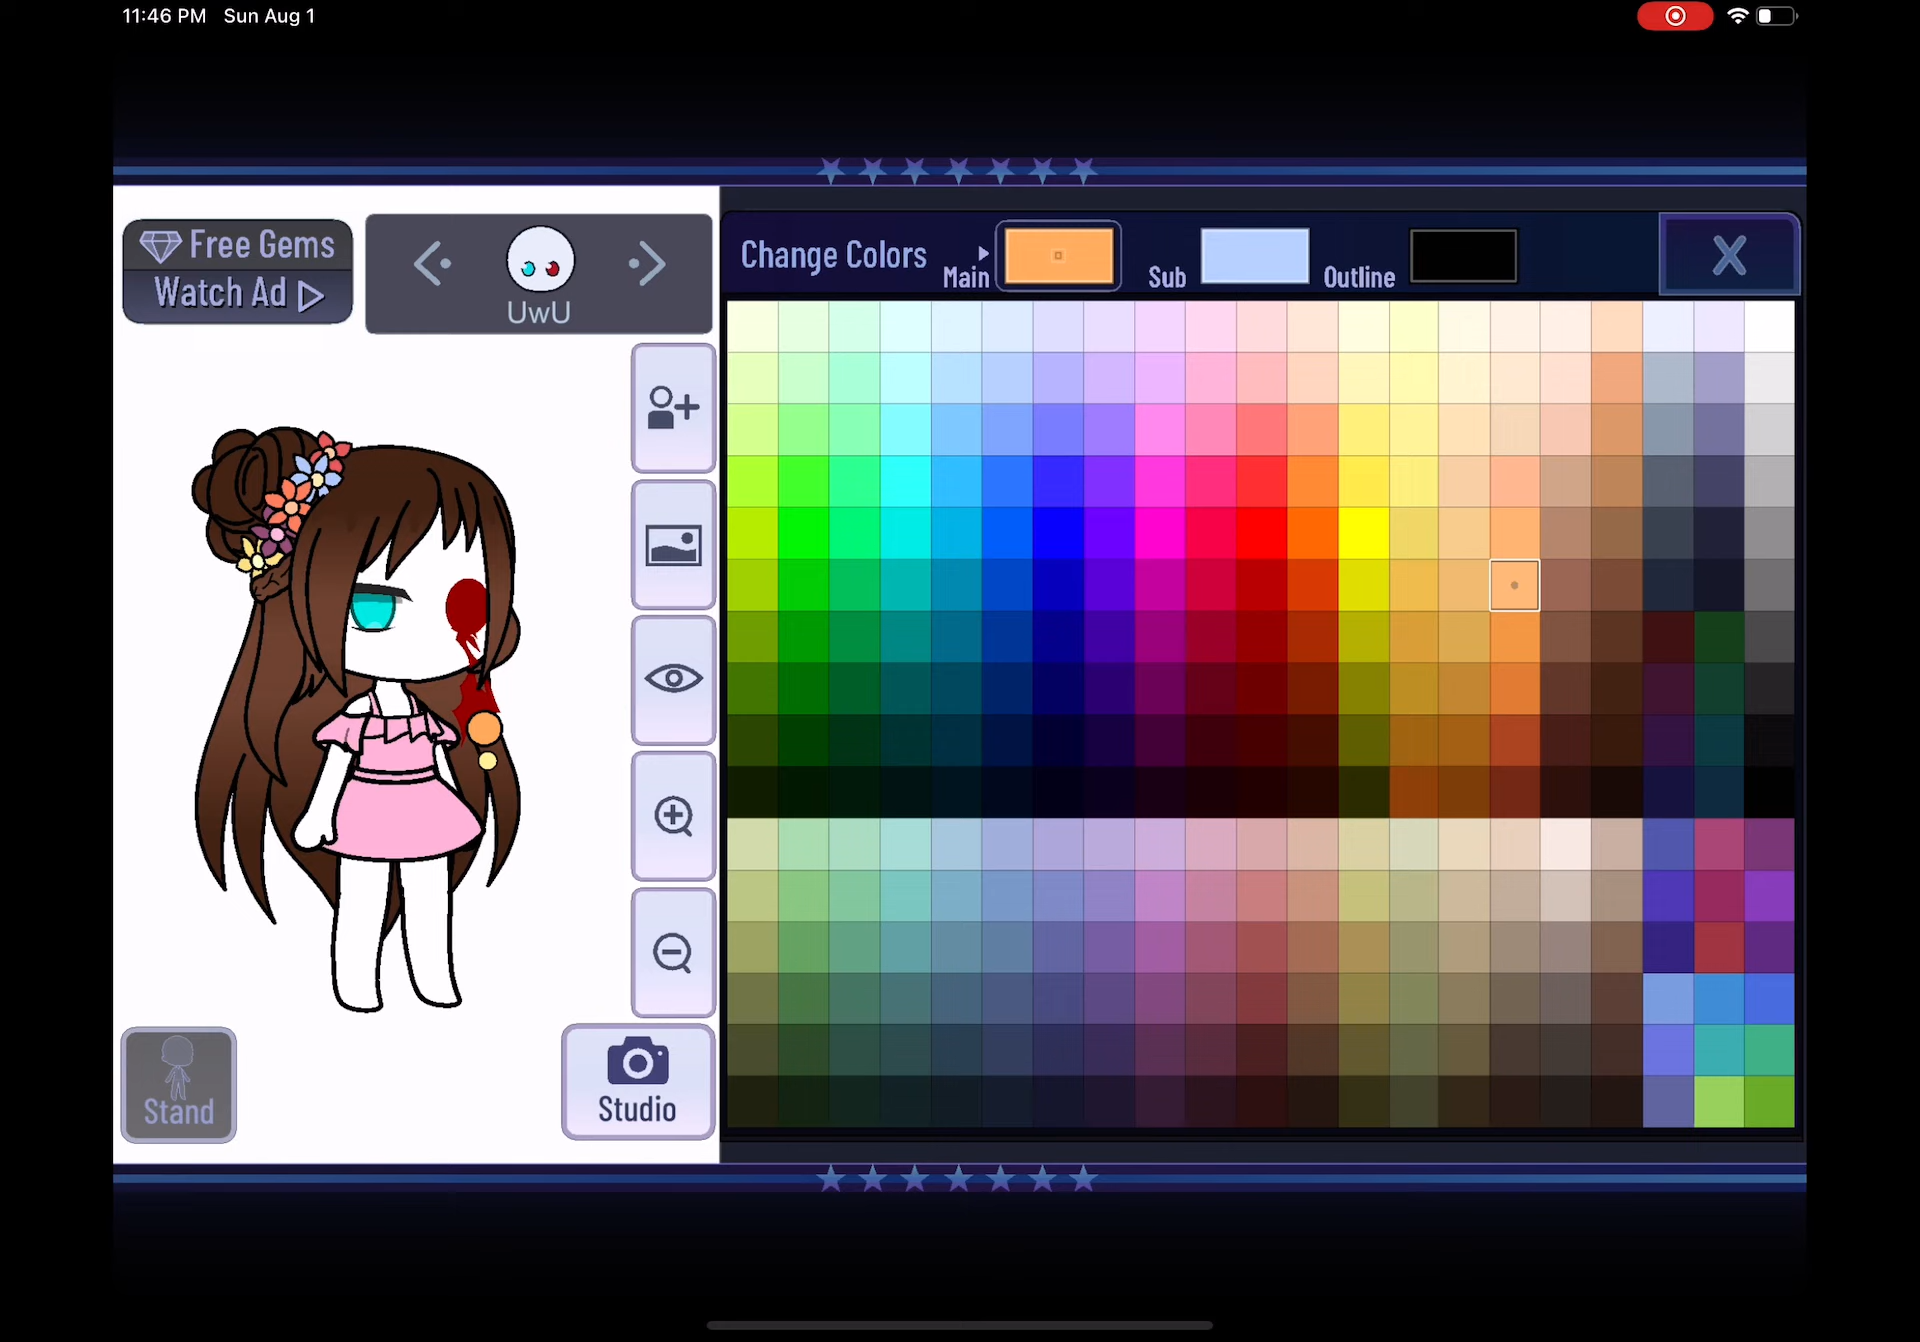 11:46 PM Sun Aug 1
Free Gems
Watch Ad
UwU
Change Colors
Main
Sub
Outline
X
Stand
Studio